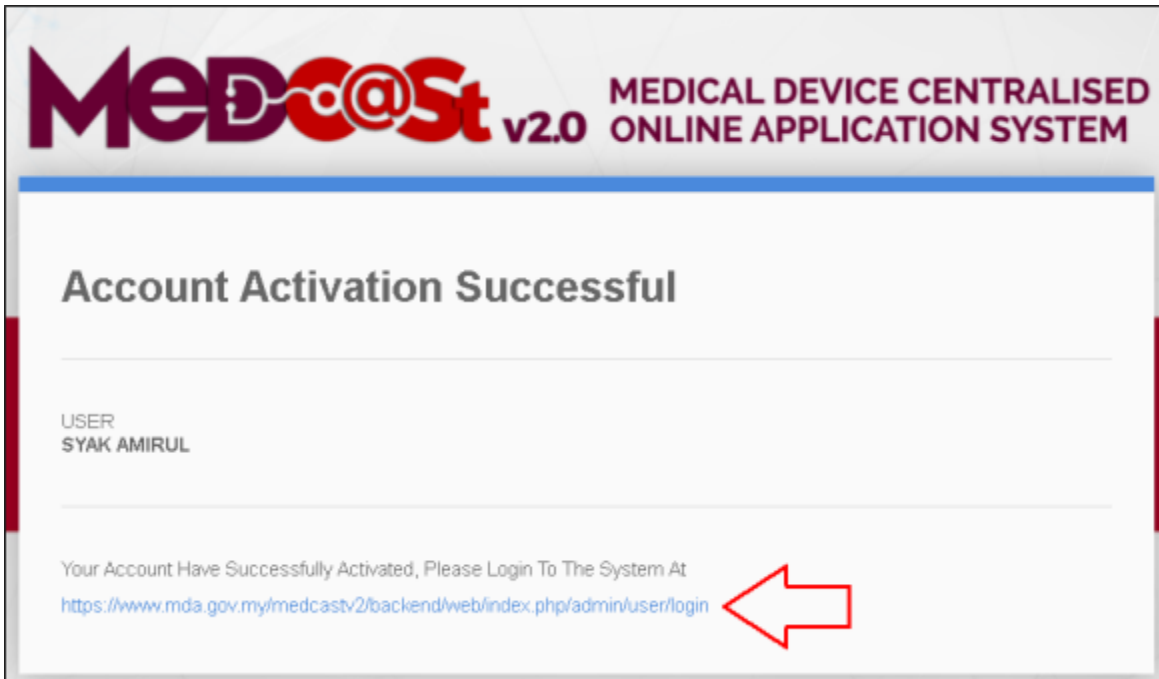 MeDC@St v2.0
MEDICAL DEVICE CENTRALISED
ONLINE APPLICATION SYSTEM
Account Activation Successful
USER
SYAK AMIRUL
Your Account Have Successfully Activated, Please Login To The System At
https://www.mda.gov.my/medcastv2/backend/web/index.php/admin/user/login